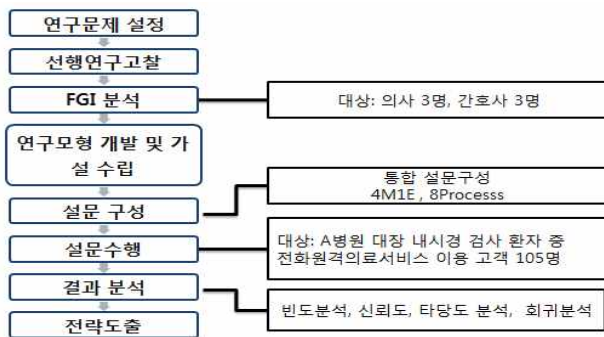 연구문제 설정
선행연구고찰
FGI 분석
대상: 의사 3명, 간호사 3명
연구모형 개발 및 가
설 수립
통합 설문구성
4M1E , 8Processs
설문 구성
대상: A병원 대장 내시경 검사 환자 중
전화원격의료서비스 이용 고객 105명
설문수행
결과 분석
빈도분석, 신뢰도, 타당도 분석, 회귀분석
전략도출